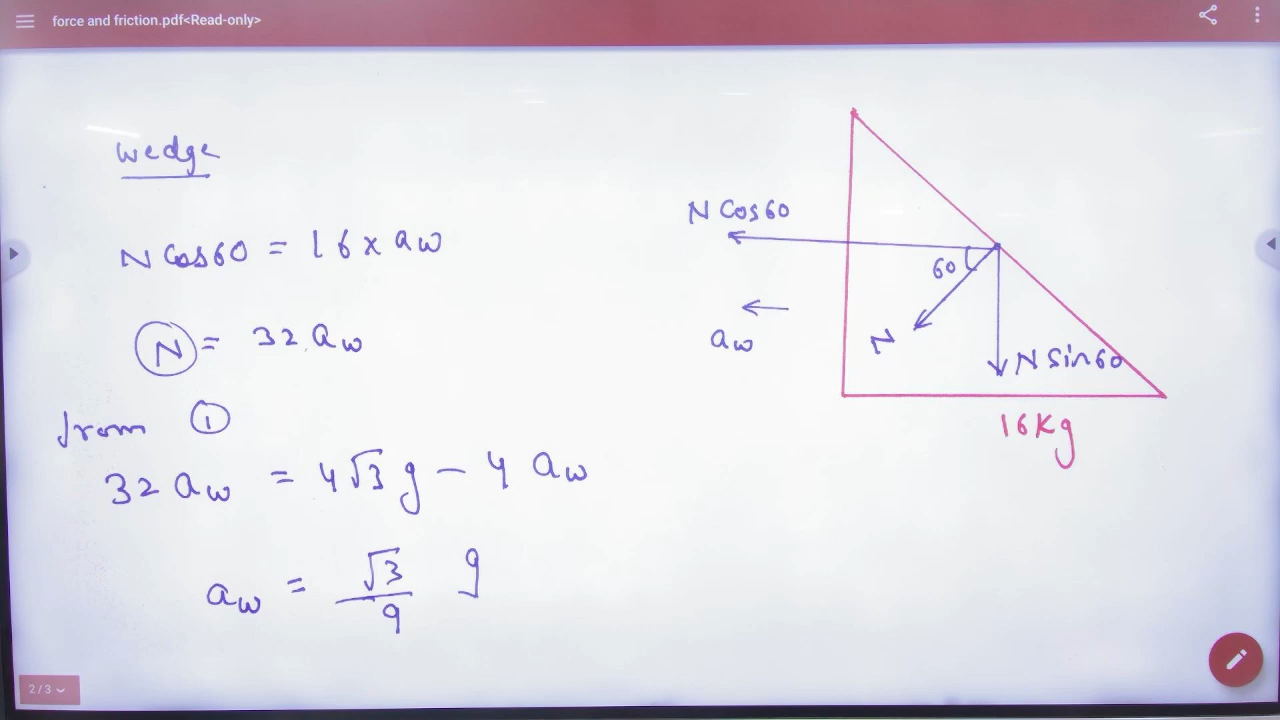 force and friction.pdf<Read-only>
wedge
N Cos60 = 16 x aw
N = 32 aw
from ①
32 aw = 4√3 g - 4 aw
aw = √3/9 g
N Cos60
60
aw
N
N sin60
16Kg
2/3